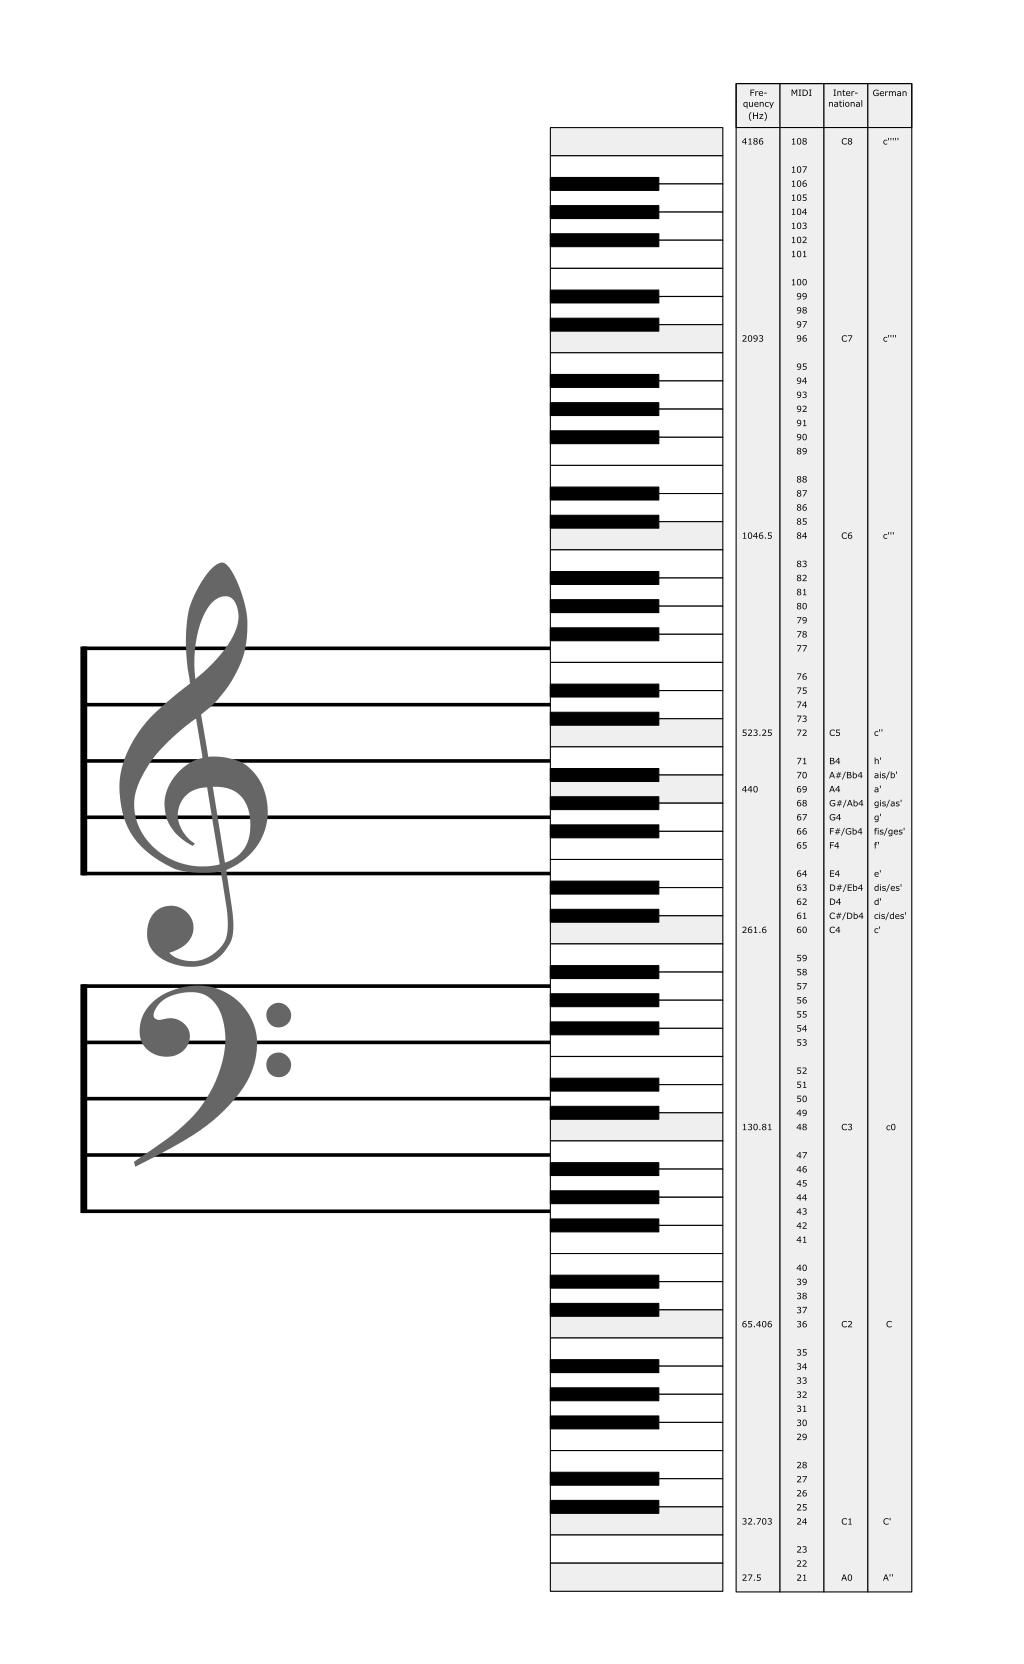 Fre-
quency
(Hz)
MIDI
Inter-
national
German
4186 108 C8 c'''''
107
106
105
104
103
102
101
100
99
98
97
2093 96 C7 c''''
95
94
93
92
91
90
89
88
87
86
85
1046.5 84 C6 c'''
83
82
81
80
79
78
77
76
75
74
73
523.25 72 C5 c''
71 B4 h'
70 A#/Bb4 ais/b'
440 69 A4 a'
68 G#/Ab4 gis/as'
67 G4 g'
66 F#/Gb4 fis/ges'
65 F4 f'
64 E4 e'
63 D#/Eb4 dis/es'
62 D4 d'
61 C#/Db4 cis/des'
261.6 60 C4 c'
59
58
57
56
55
54
53
52
51
50
49
130.81 48 C3 c0
47
46
45
44
43
42
41
40
39
38
37
65.406 36 C2 C
35
34
33
32
31
30
29
28
27
26
25
32.703 24 C1 C'
23
22
27.5 21 A0 A''